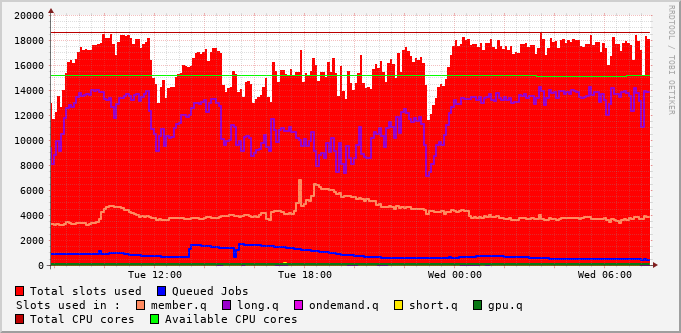 20000
18000
16000
14000
12000
10000
8000
6000
4000
2000
0
Tue 12:00 Tue 18:00 Wed 00:00 Wed 06:00
Total slots used Queued Jobs
Slots used in : member.q long.q ondemand.q short.q gpu.q
Total CPU cores Available CPU cores
RRDTOOL / TOBI OETIKER